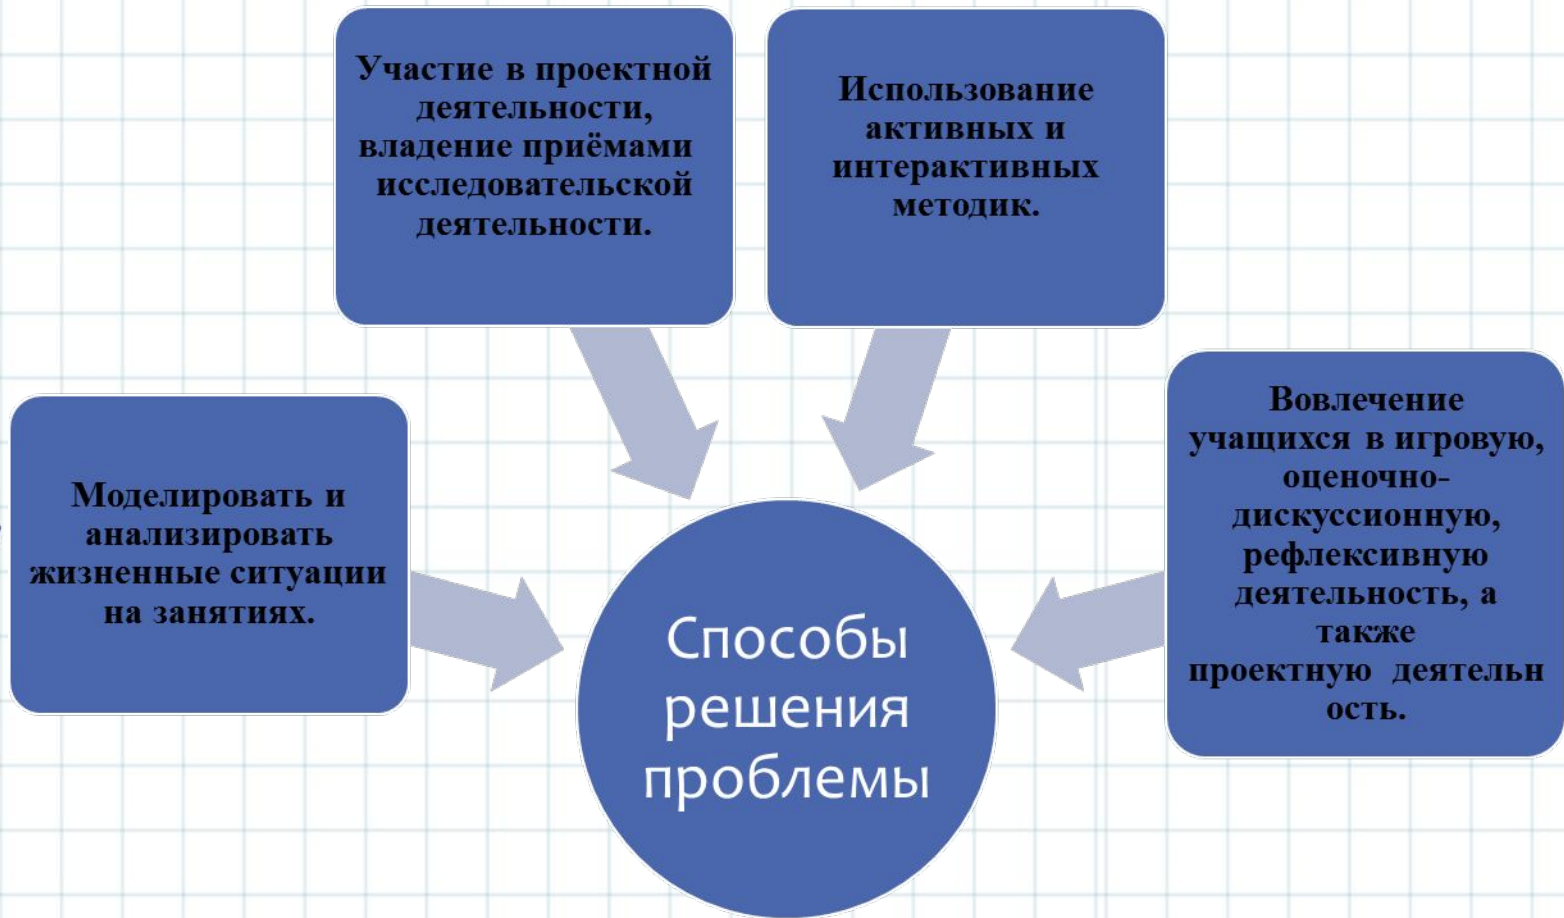 Участие в проектной
деятельности,
владение приёмами
исследовательской
деятельности.
Использование
активных и
интерактивных
методик.
Моделировать и
анализировать
жизненные ситуации
на занятиях.
Вовлечение
учащихся в игровую,
оценочно-
дискуссионную,
рефлексивную
деятельность, а
также
проектную деятельн
ость.
Способы
решения
проблемы